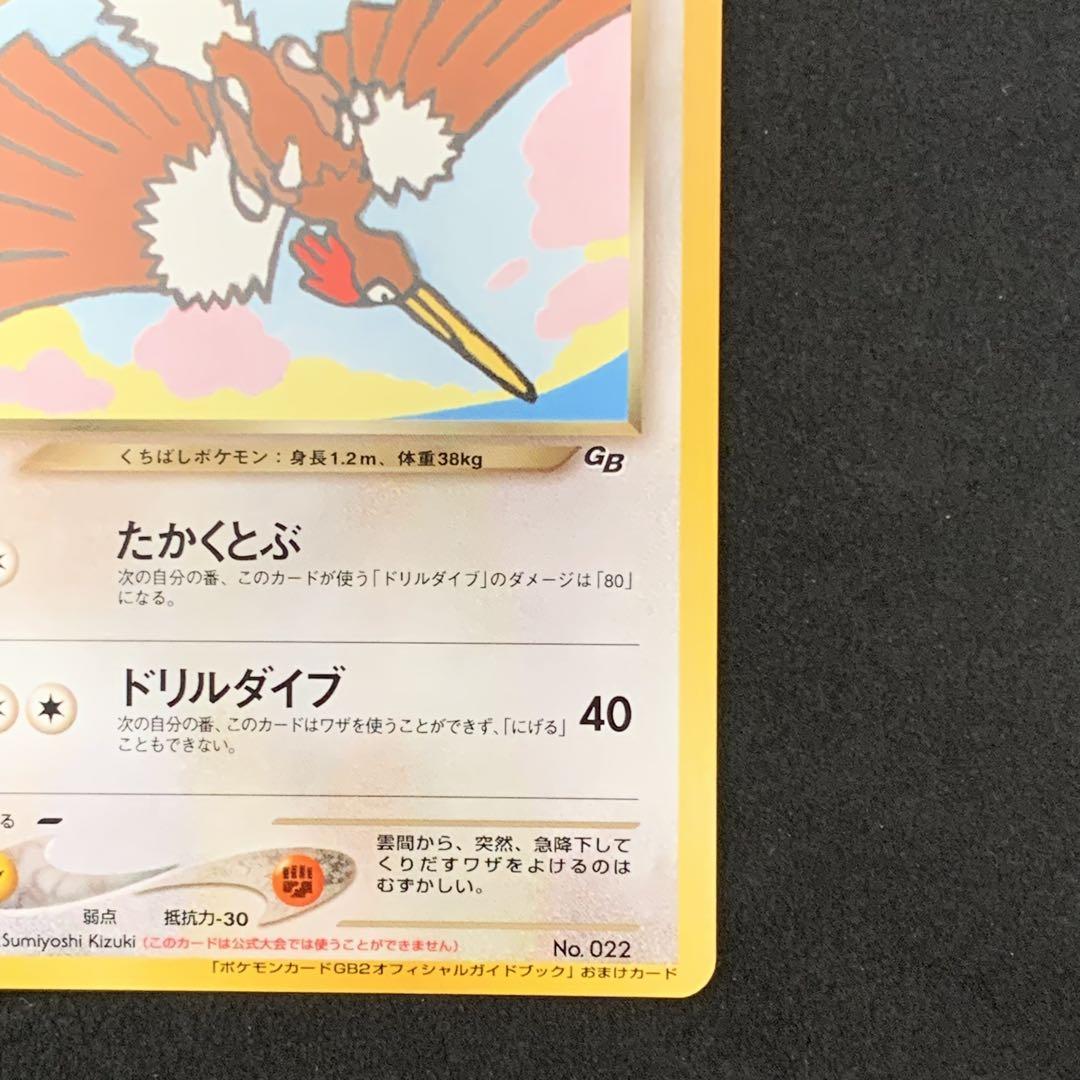 くちばしポケモン：身長1.2m、体重38kg
GB
たかくとぶ
次の自分の番、このカードが使う「ドリルダイブ」のダメージは「80」
になる。
ドリルダイブ
40
次の自分の番、このカードはワザを使うことができず、「にげる」
こともできない。
る
雲間から、突然、急降下して
くりだすワザをよけるのは
むずかしい。
弱点
抵抗力-30
Sumiyoshi Kizuki (このカードは公式大会では使うことができません)
No. 022
「ポケモンカードGB2オフィシャルガイドブック」おまけカード